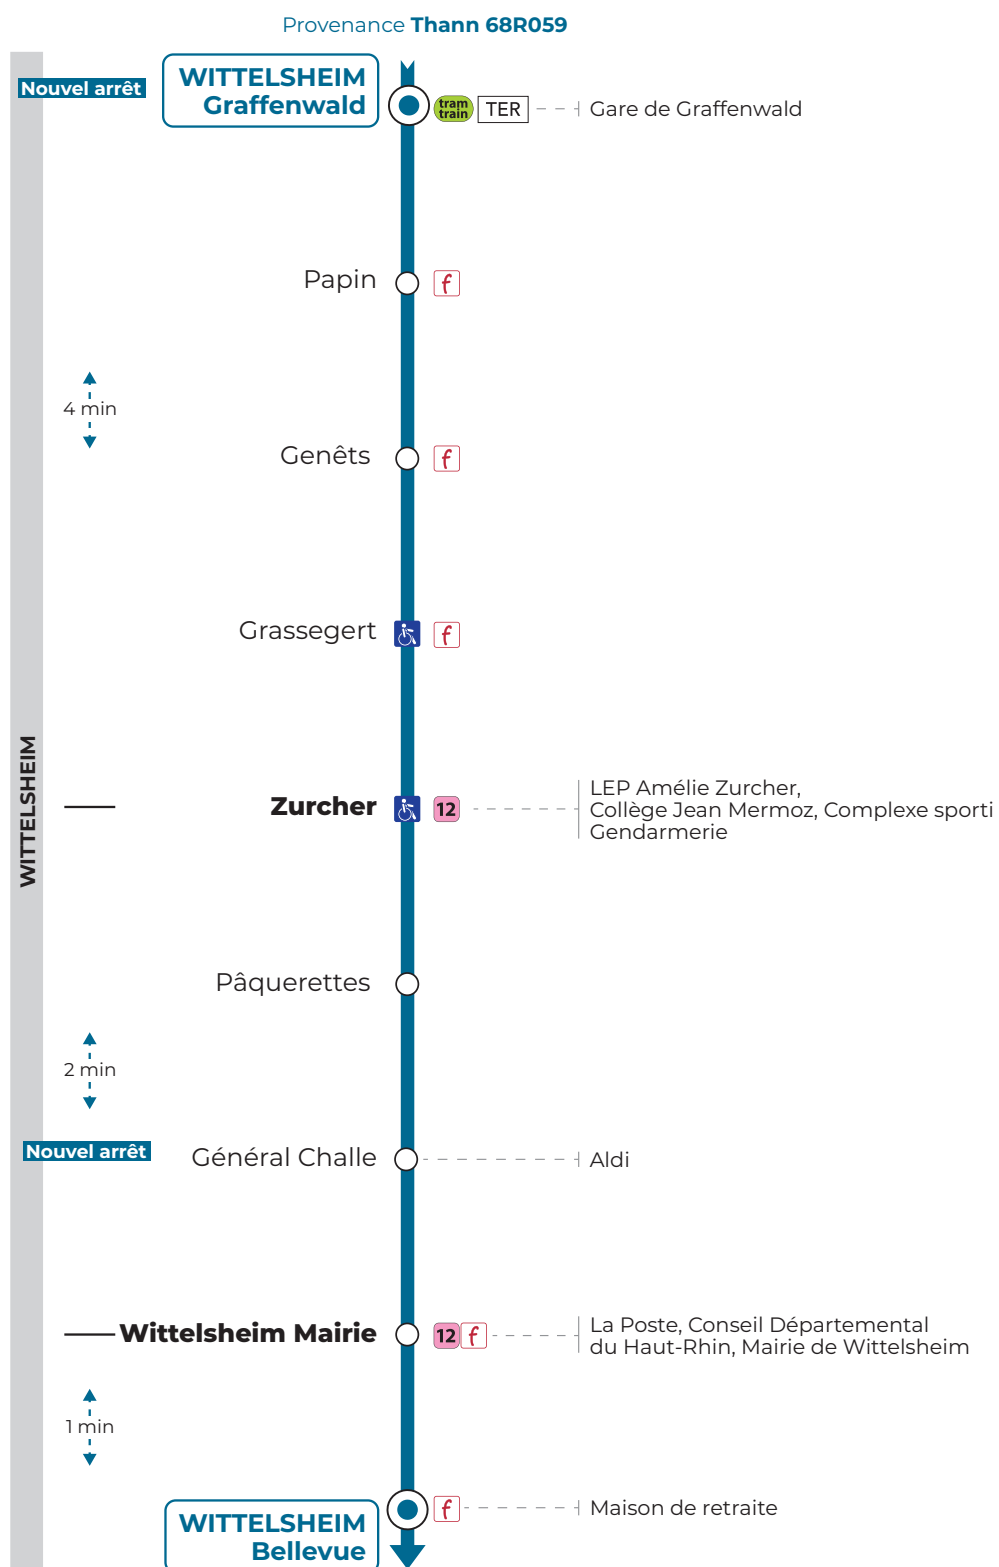 Provenance Thann 68R059
Nouvel arrêt
WITTELSHEIM
Graffenwald
tram
train
TER
Gare de Graffenwald
Papin
f
4 min
Genêts
f
Grassegert
f
WITTELSHEIM
Zurcher
12
LEP Amélie Zurcher,
Collège Jean Mermoz, Complexe sporti
Gendarmerie
Pâquerettes
2 min
Nouvel arrêt
Général Challe
Aldi
Wittelsheim Mairie
12 f
La Poste, Conseil Départemental
du Haut-Rhin, Mairie de Wittelsheim
1 min
WITTELSHEIM
Bellevue
f
Maison de retraite